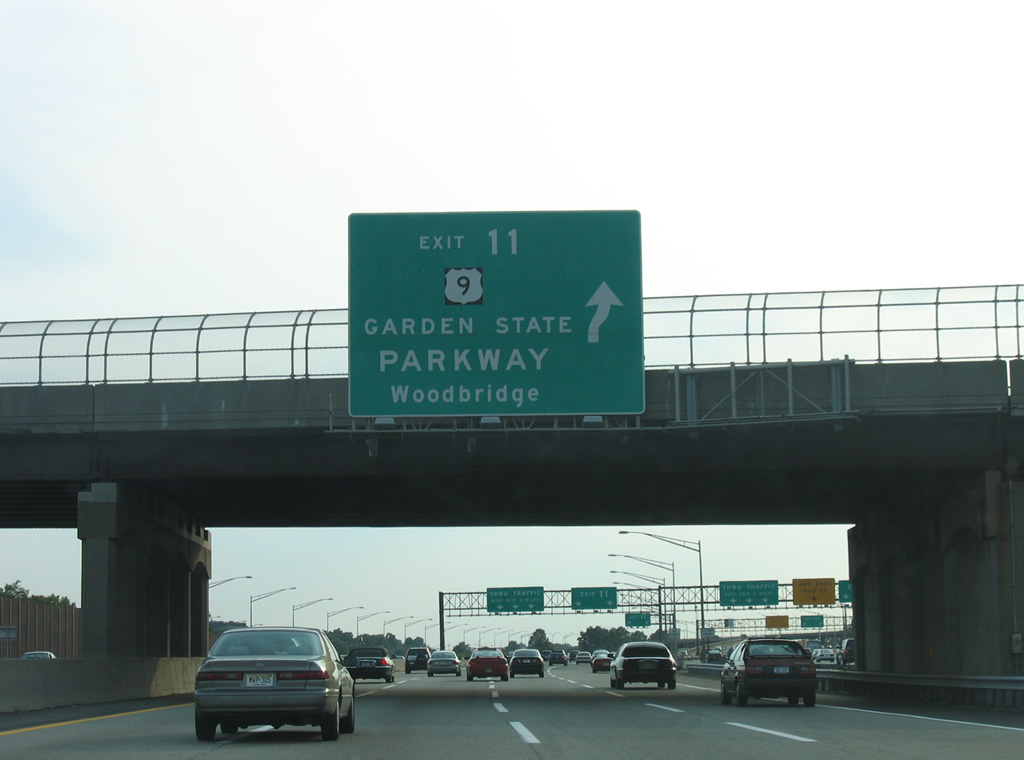 EXIT 11
9
GARDEN STATE
PARKWAY
Woodbridge
THRU TRAFFIC
EXIT 11
THRU TRAFFIC